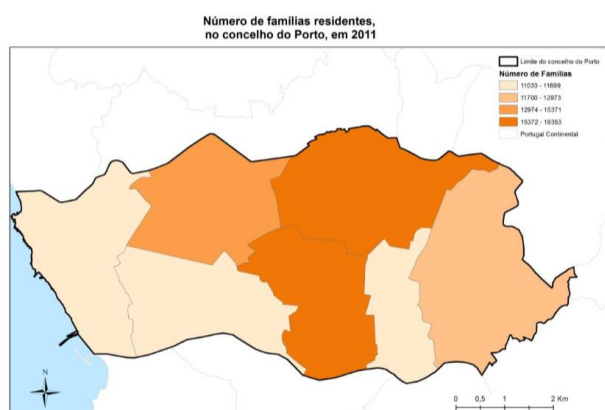 Número de famílias residentes,
no concelho do Porto, em 2011
Limite do concelho do Porto
Número de Famílias
11033 - 11699
11700 - 12973
12974 - 15371
15372 - 19353
Portugal Continental
N
0 0,5 1 2 Km